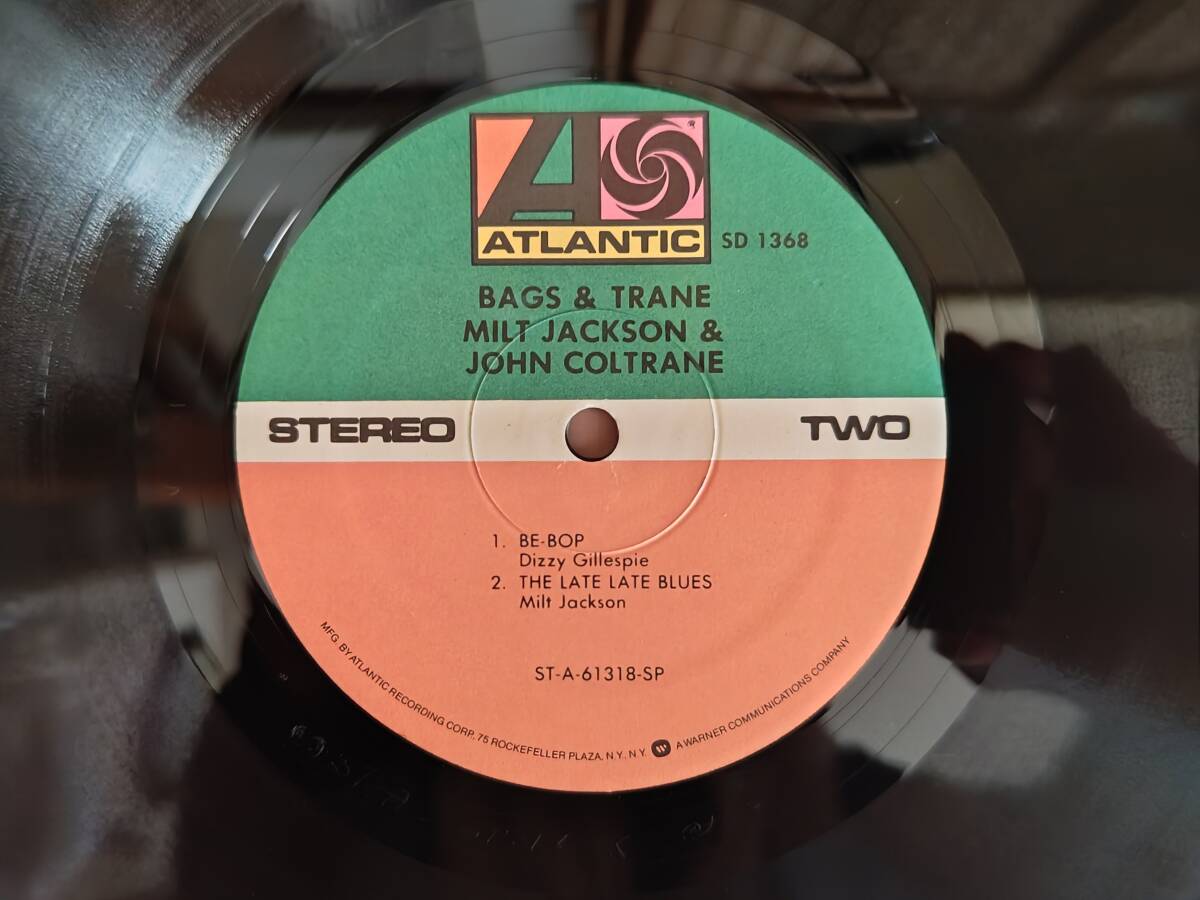 ATLANTIC
SD 1368
BAGS & TRANE
MILT JACKSON &
JOHN COLTRANE
STEREO
TWO
1. BE-BOP
Dizzy Gillespie
2. THE LATE LATE BLUES
Milt Jackson
ST-A-61318-SP
MFG. BY ATLANTIC RECORDING CORP., 75 ROCKEFELLER PLAZA, N.Y., N.Y. A WARNER COMMUNICATIONS COMPANY